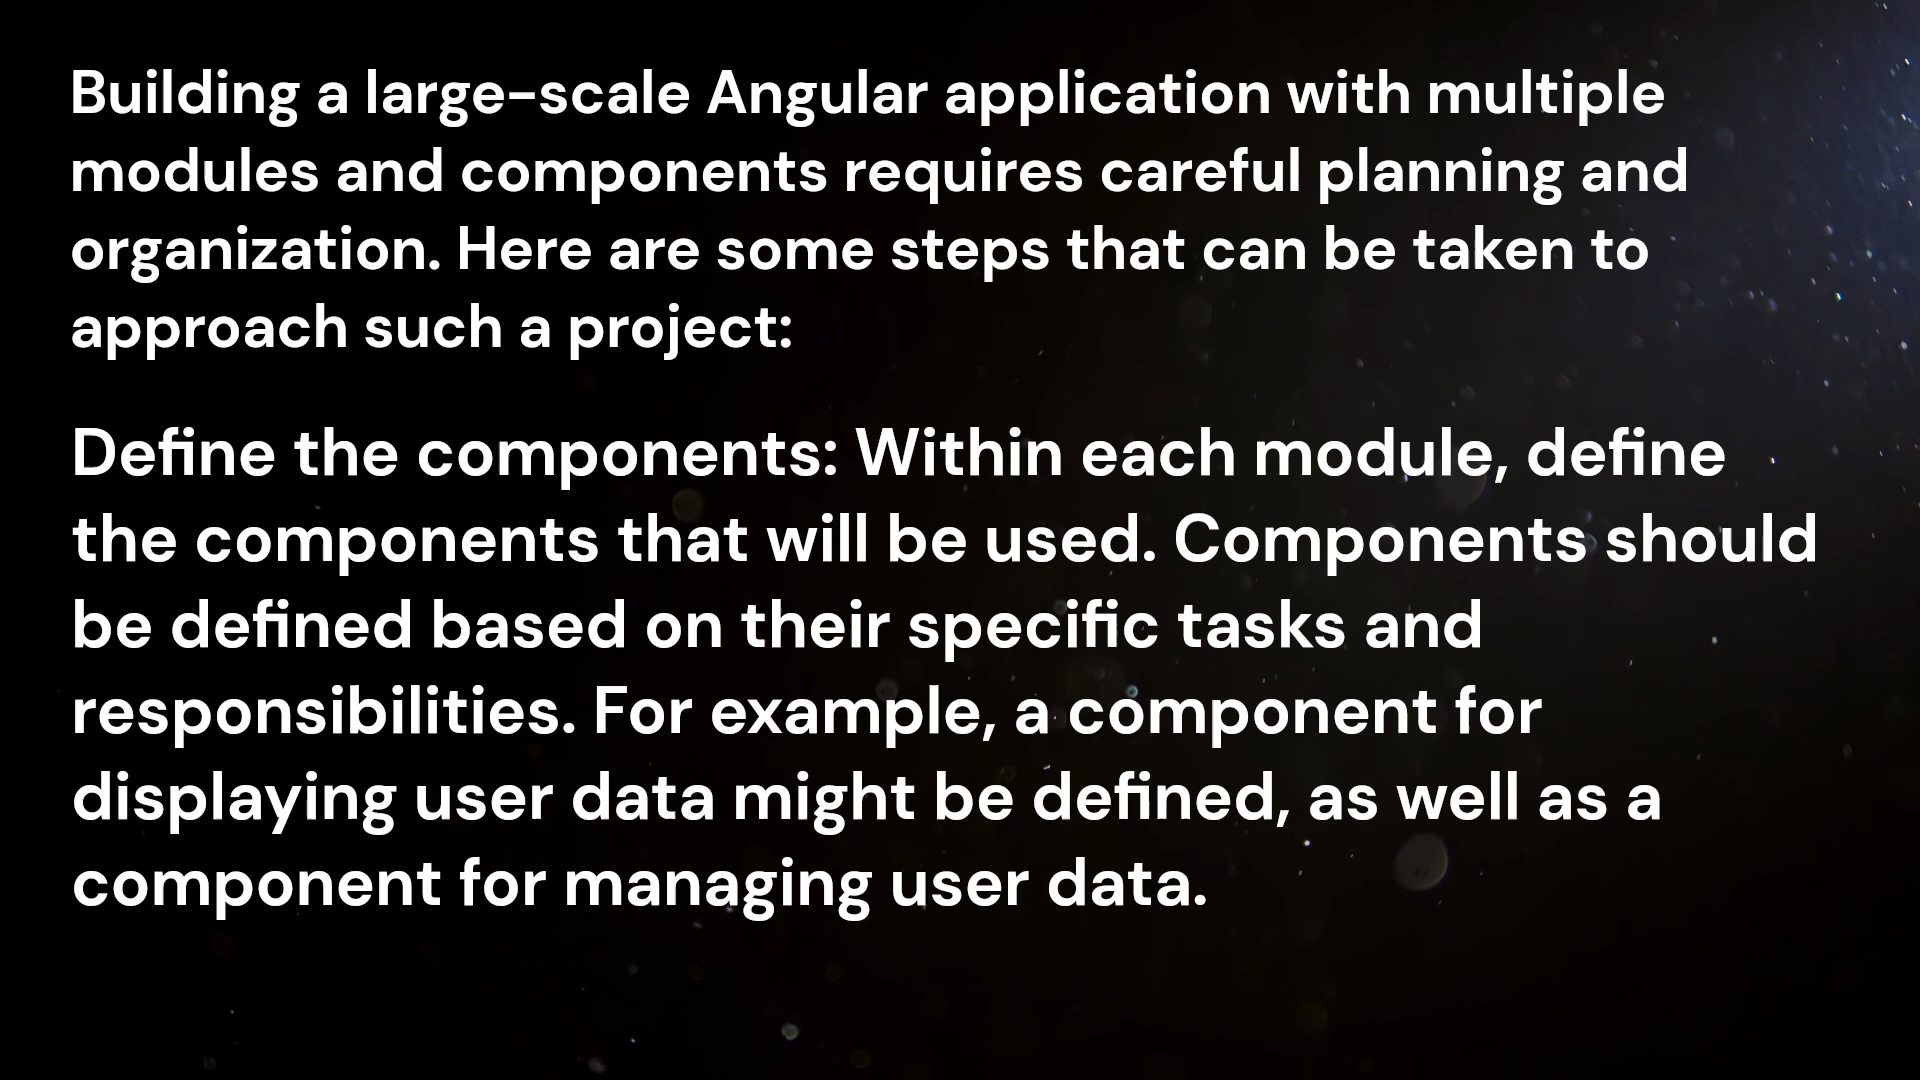 Building a large-scale Angular application with multiple
modules and components requires careful planning and
organization. Here are some steps that can be taken to
approach such a project:
Define the components: Within each module, define
the components that will be used. Components should
be defined based on their specific tasks and
responsibilities. For example, a component for
displaying user data might be defined, as well as a
component for managing user data.